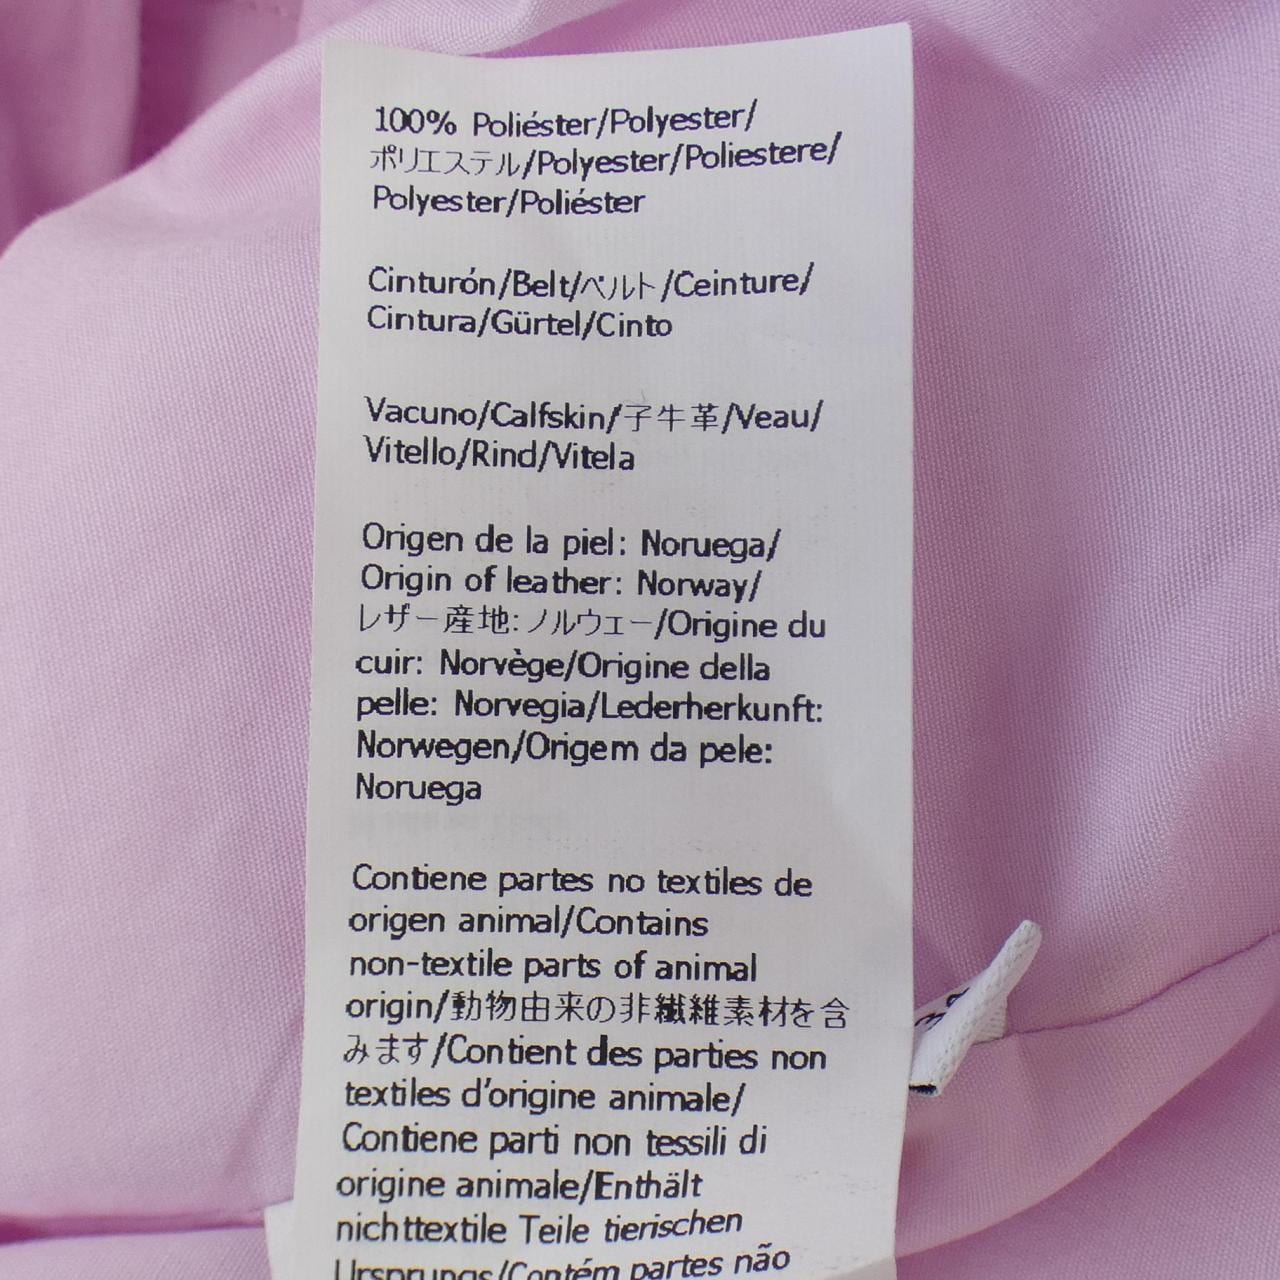 100% Poliéster/Polyester/
ポリエステル/Polyester/Poliestere/
Polyester/Poliéster
Cinturón/Belt/ベルト/Ceinture/
Cintura/Gürtel/Cinto
Vacuno/Calfskin/子牛革/Veau/
Vitello/Rind/Vitela
Origen de la piel: Noruega/
Origin of leather: Norway/
レザー産地:ノルウェー/Origine du
cuir: Norvège/Origine della
pelle: Norvegia/Lederherkunft:
Norwegen/Origem da pele:
Noruega
Contiene partes no textiles de
origen animal/Contains
non-textile parts of animal
origin/動物由来の非繊維素材を含
みます/Contient des parties non
textiles d'origine animale/
Contiene parti non tessili di
origine animale/Enthält
nichttextile Teile tierischen
Ursprungs/Contém partes não